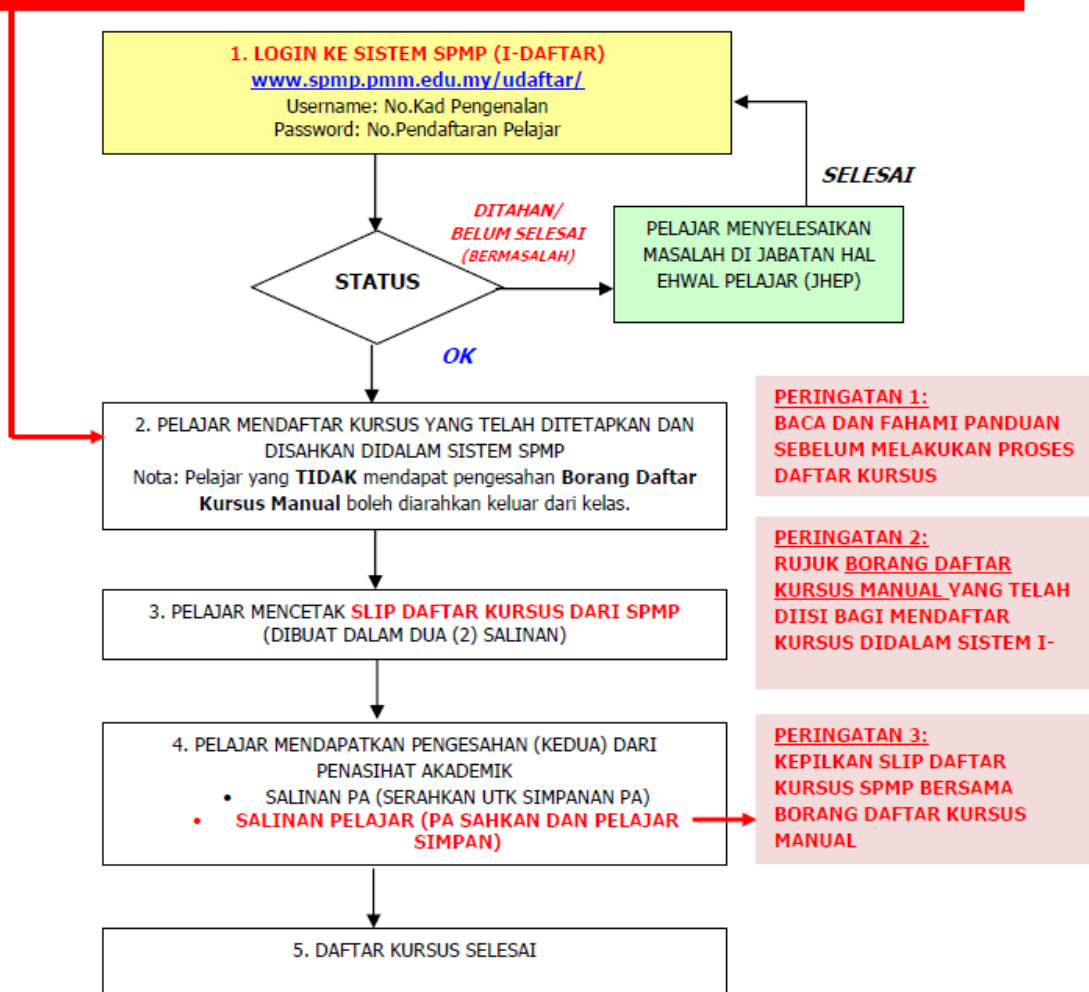 1. LOGIN KE SISTEM SPMP (I-DAFTAR)
www.spmp.pmm.edu.my/udaftar/
Username: No.Kad Pengenalan
Password: No.Pendaftaran Pelajar
SELESAI
DITAHAN/
BELUM SELESAI
(BERMASALAH)
PELAJAR MENYELESAIKAN
MASALAH DI JABATAN HAL
EHWAL PELAJAR (JHEP)
STATUS
OK
2. PELAJAR MENDAFTAR KURSUS YANG TELAH DITETAPKAN DAN
DISAHKAN DIDALAM SISTEM SPMP
Nota: Pelajar yang TIDAK mendapat pengesahan Borang Daftar
Kursus Manual boleh diarahkan keluar dari kelas.
PERINGATAN 1:
BACA DAN FAHAMI PANDUAN
SEBELUM MELAKUKAN PROSES
DAFTAR KURSUS
PERINGATAN 2:
RUJUK BORANG DAFTAR
KURSUS MANUAL YANG TELAH
DIISI BAGI MENDAFTAR
KURSUS DIDALAM SISTEM I-
3. PELAJAR MENCETAK SLIP DAFTAR KURSUS DARI SPMP
(DIBUAT DALAM DUA (2) SALINAN)
4. PELAJAR MENDAPATKAN PENGESAHAN (KEDUA) DARI
PENASIHAT AKADEMIK
• SALINAN PA (SERAHKAN UTK SIMPANAN PA)
• SALINAN PELAJAR (PA SAHKAN DAN PELAJAR
SIMPAN)
PERINGATAN 3:
KEPILKAN SLIP DAFTAR
KURSUS SPMP BERSAMA
BORANG DAFTAR KURSUS
MANUAL
5. DAFTAR KURSUS SELESAI